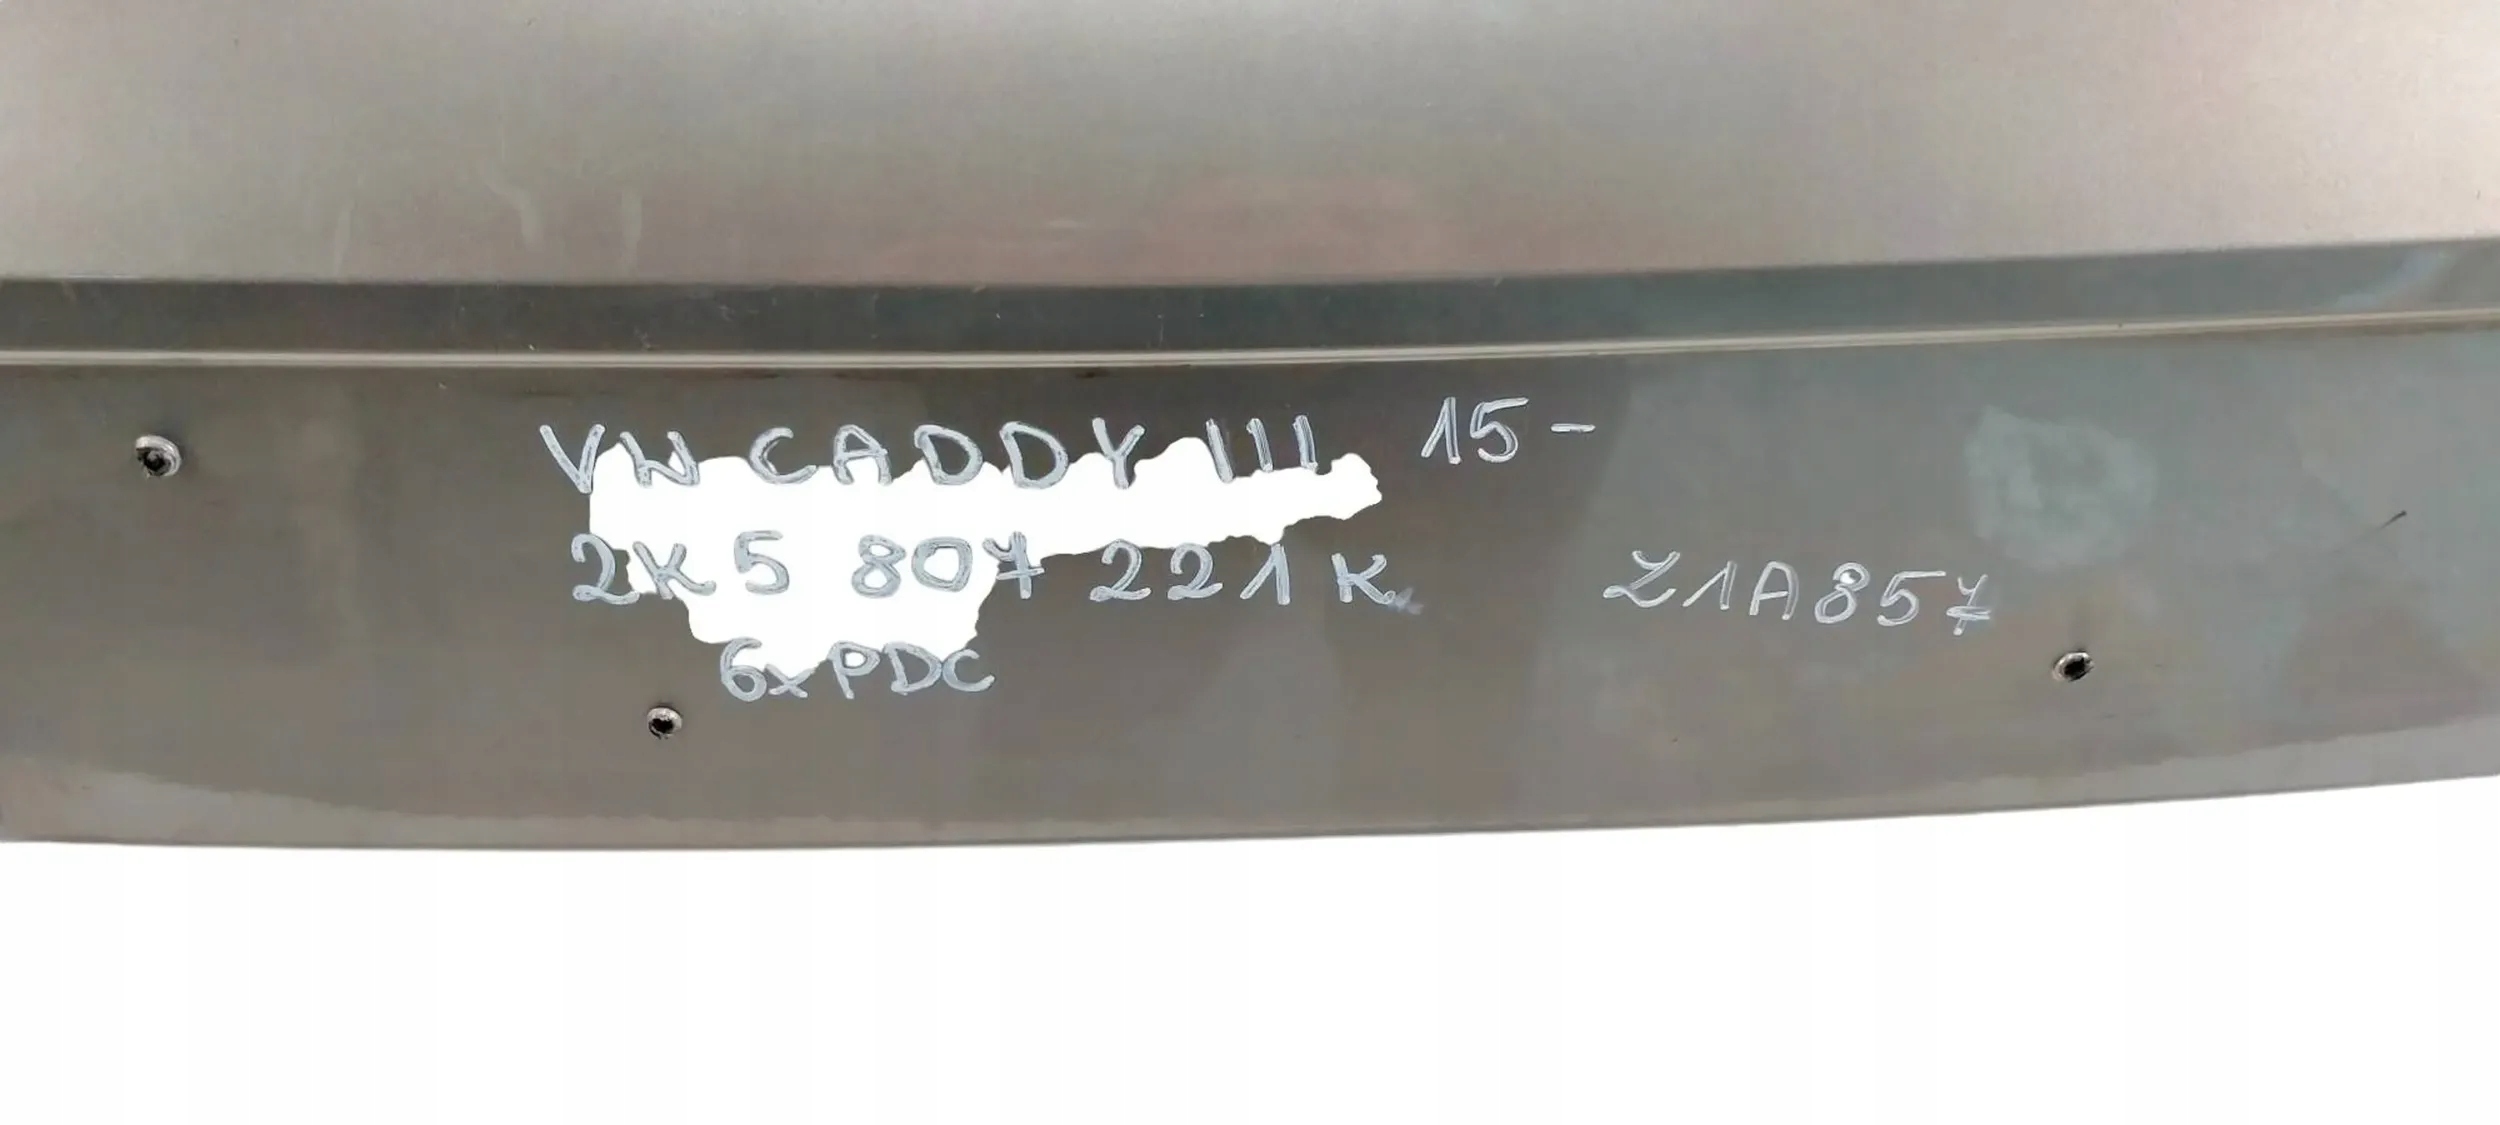 VW CADDY III 15-
2K5 807 221 K
Z1A857
6xPDC